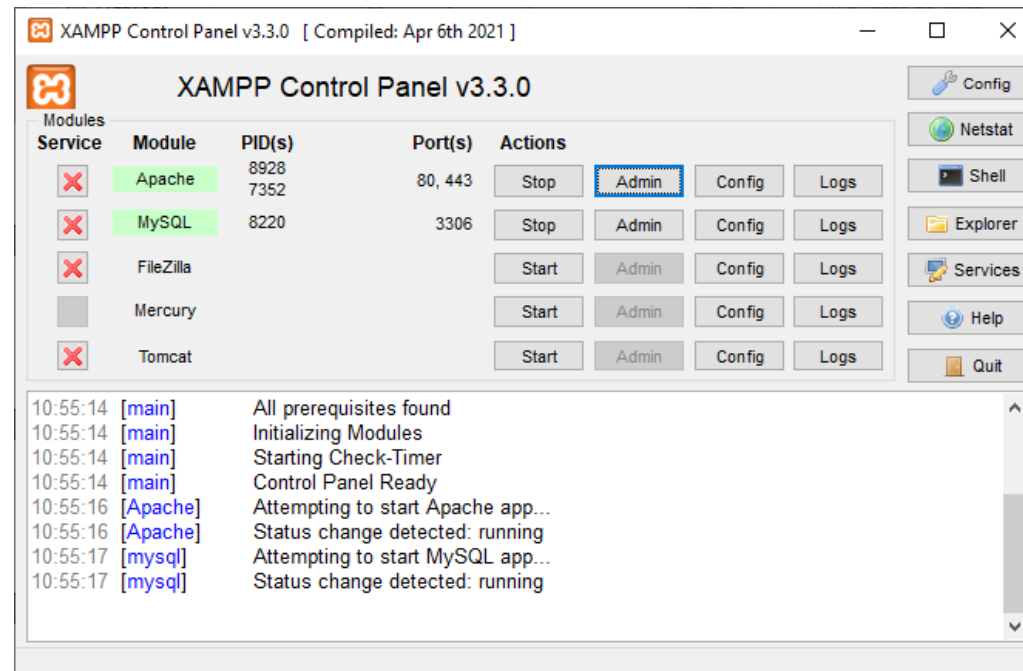 XAMPP Control Panel v3.3.0 [ Compiled: Apr 6th 2021 ]
XAMPP Control Panel v3.3.0
Config
Modules
Netstat
Service Module PID(s) Port(s) Actions
Apache 8928 7352 80, 443 Stop Admin Config Logs
Shell
MySQL 8220 3306 Stop Admin Config Logs
Explorer
FileZilla Start Admin Config Logs
Services
Mercury Start Admin Config Logs
Help
Tomcat Start Admin Config Logs
Quit
10:55:14 [main] All prerequisites found
10:55:14 [main] Initializing Modules
10:55:14 [main] Starting Check-Timer
10:55:14 [main] Control Panel Ready
10:55:16 [Apache] Attempting to start Apache app...
10:55:16 [Apache] Status change detected: running
10:55:17 [mysql] Attempting to start MySQL app...
10:55:17 [mysql] Status change detected: running